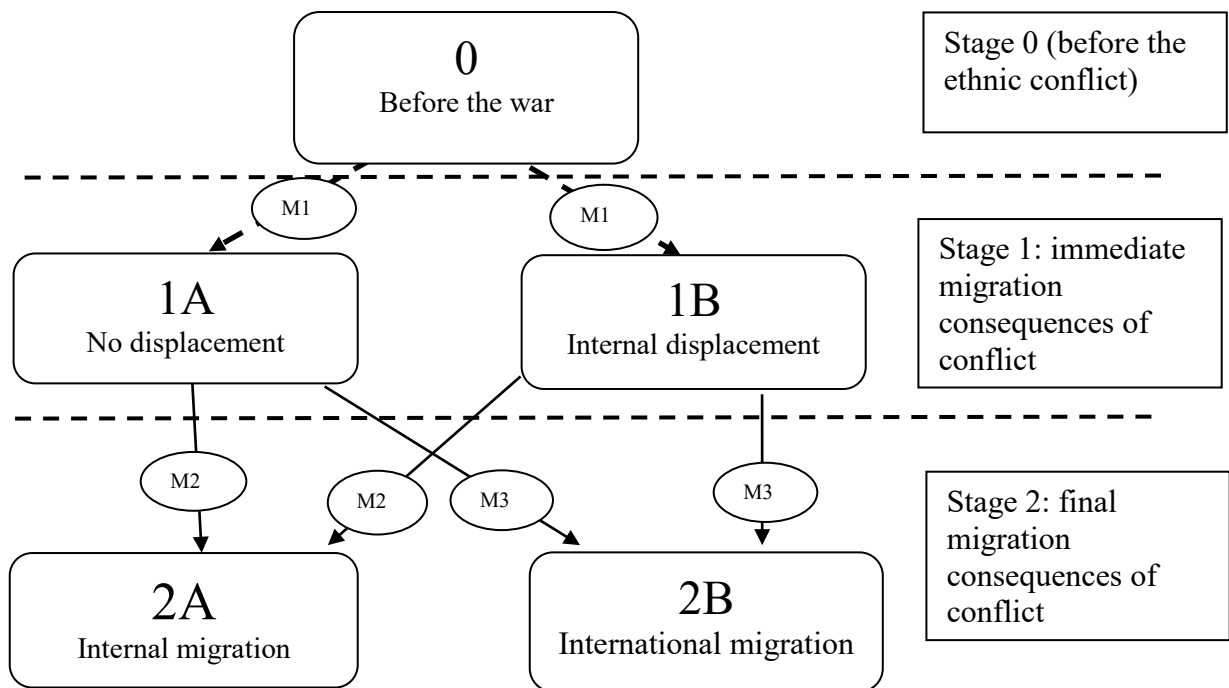 0
Before the war
Stage 0 (before the
ethnic conflict)
M1
M1
1A
No displacement
1B
Internal displacement
Stage 1: immediate
migration
consequences of
conflict
M2
M2
M3
M3
2A
Internal migration
2B
International migration
Stage 2: final
migration
consequences of
conflict